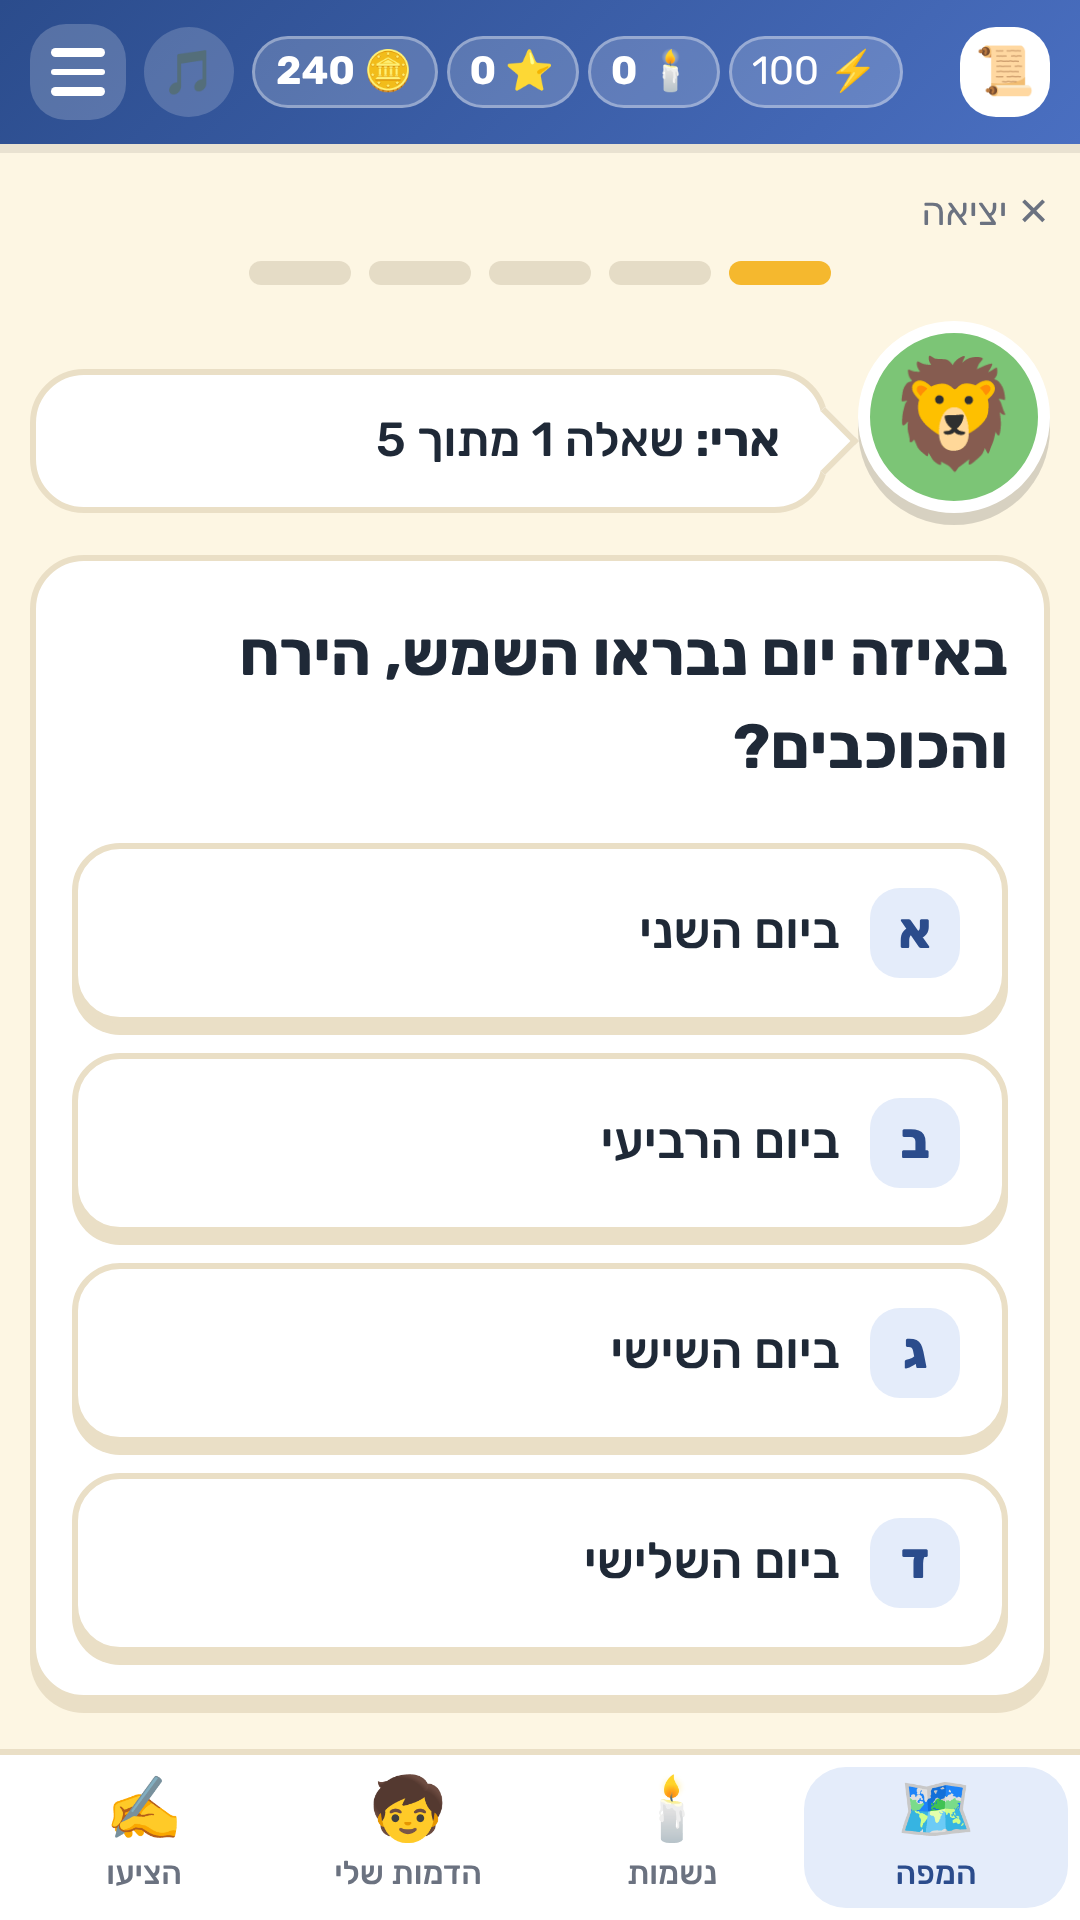 100
0
0
240
✕ יציאה
ארי: שאלה 1 מתוך 5
באיזה יום נבראו השמש, הירח
והכוכבים?
א ביום השני
ב ביום הרביעי
ג ביום השישי
ד ביום השלישי
המפה
נשמות
הדמות שלי
הציעו